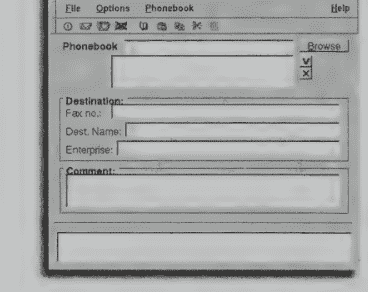 File Options Phonebook Help
Phonebook Browse
Destination:
Fax no.:
Dest. Name:
Enterprise:
Comment: